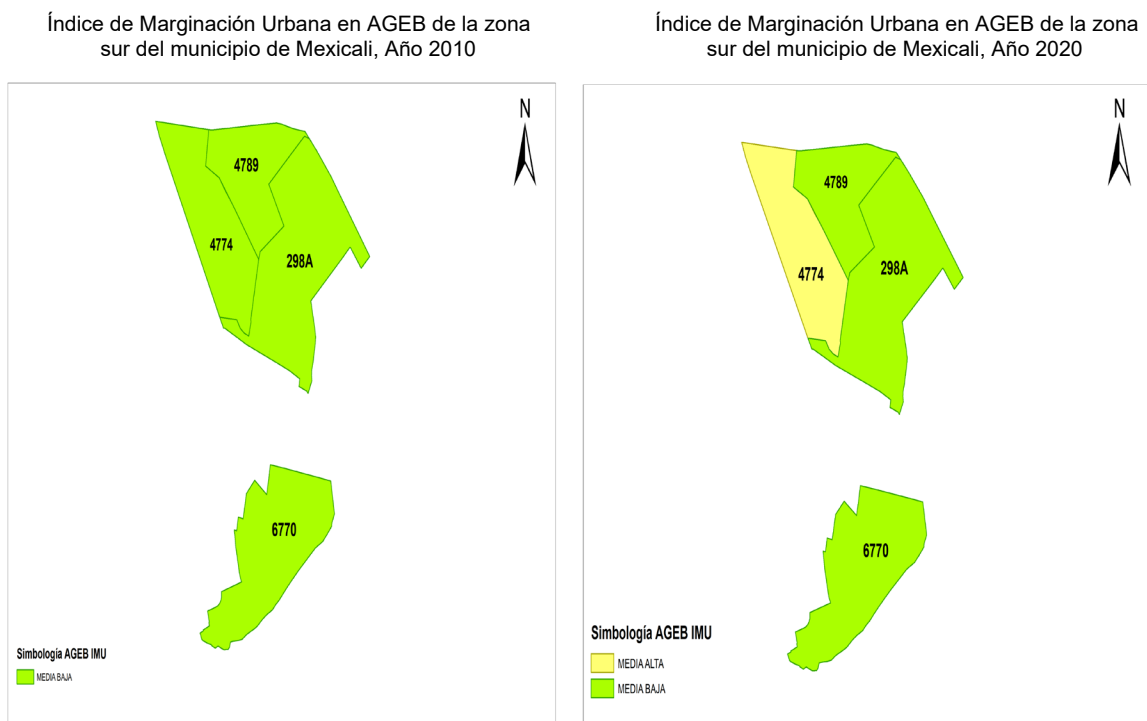 Índice de Marginación Urbana en AGEB de la zona
sur del municipio de Mexicali, Año 2010
N
4789
4774
298A
6770
Simbología AGEB IMU
MEDIA BAJA
Índice de Marginación Urbana en AGEB de la zona
sur del municipio de Mexicali, Año 2020
N
4789
298A
4774
6770
Simbología AGEB IMU
MEDIA ALTA
MEDIA BAJA